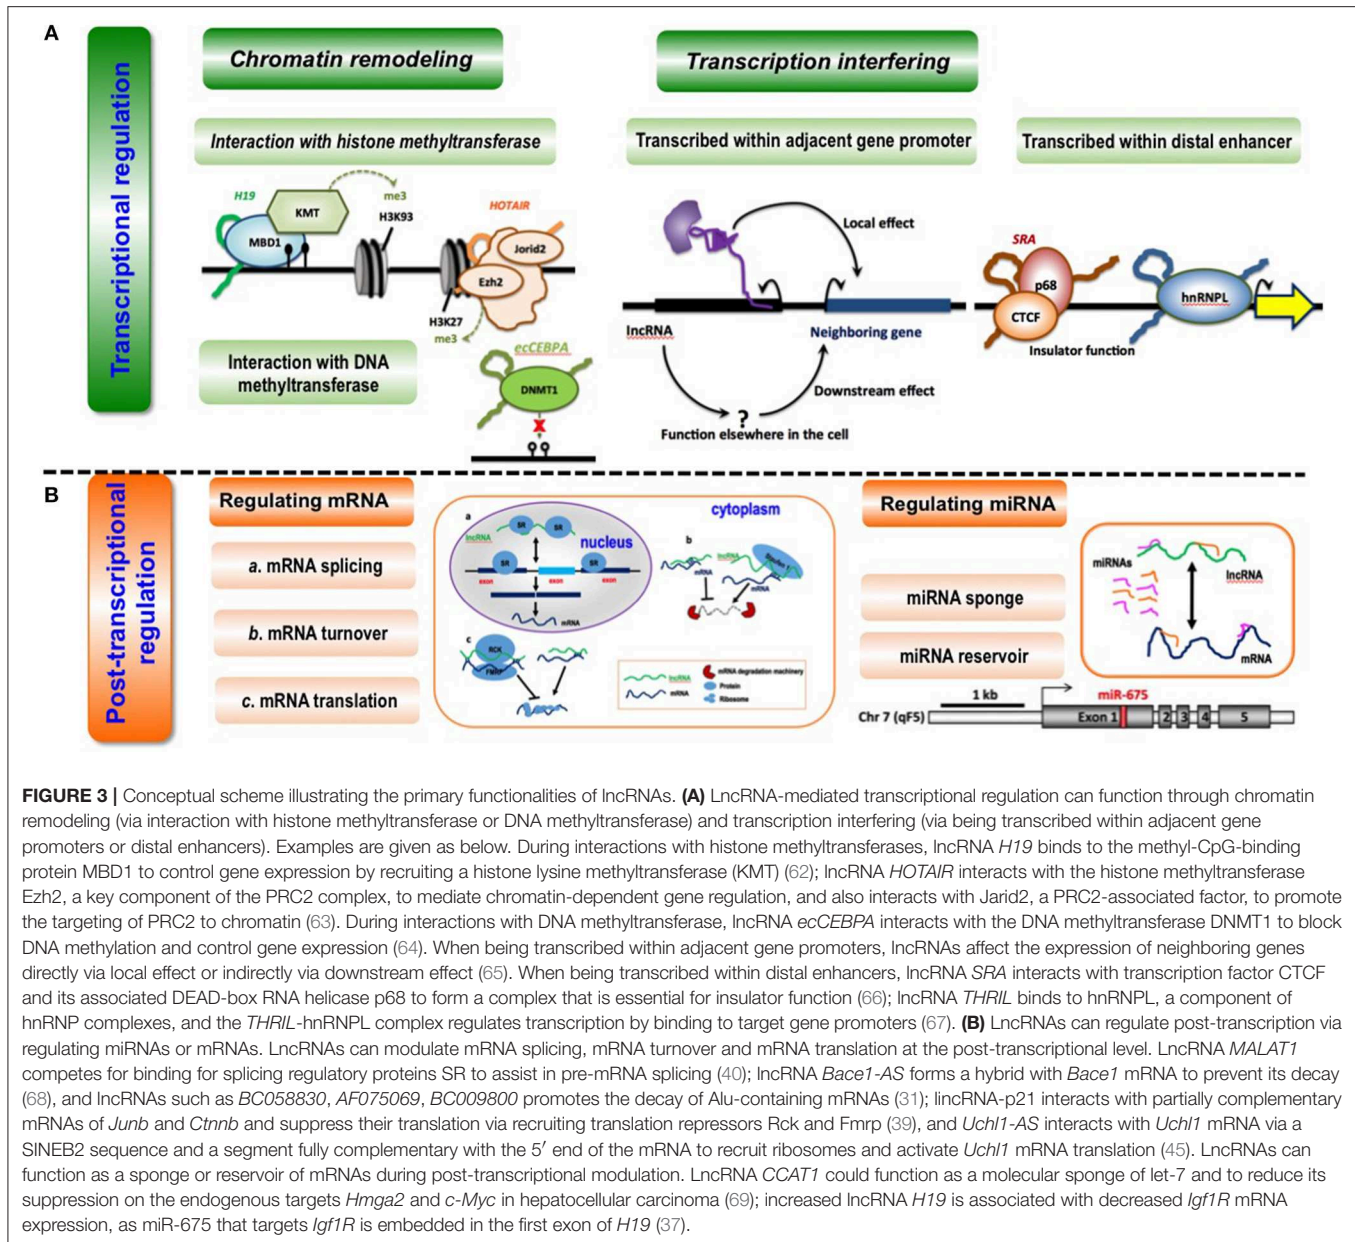 A
Transcriptional regulation
Chromatin remodeling
Transcription interfering
Interaction with histone methyltransferase
Transcribed within adjacent gene promoter
Transcribed within distal enhancer
H19
KMT
me3
MBD1
H3K93
HOTAIR
Jorid2
Ezh2
H3K27
me3
Interaction with DNA
methyltransferase
ecCEBPA
DNMT1
X
Local effect
lncRNA
Neighboring gene
Downstream effect
?
Function elsewhere in the cell
SRA
p68
CTCF
hnRNPL
Insulator function
B
Post-transcriptional
regulation
Regulating mRNA
a. mRNA splicing
b. mRNA turnover
c. mRNA translation
cytoplasm
nucleus
a
lncRNA
SR
SR
SR
SR
exon
exon
exon
mRNA
b
lncRNA
mRNA
mRNA
c
RCK
FMRP
lncRNA
mRNA
mRNA degradation machinery
Protein
Ribosome
Regulating miRNA
miRNA sponge
miRNA reservoir
miRNAs
lncRNA
mRNA
1 kb
miR-675
Chr 7 (qF5)
Exon 1
2
3
4
5
FIGURE 3 | Conceptual scheme illustrating the primary functionalities of lncRNAs. (A) LncRNA-mediated transcriptional regulation can function through chromatin
remodeling (via interaction with histone methyltransferase or DNA methyltransferase) and transcription interfering (via being transcribed within adjacent gene
promoters or distal enhancers). Examples are given as below. During interactions with histone methyltransferases, lncRNA H19 binds to the methyl-CpG-binding
protein MBD1 to control gene expression by recruiting a histone lysine methyltransferase (KMT) (62); lncRNA HOTAIR interacts with the histone methyltransferase
Ezh2, a key component of the PRC2 complex, to mediate chromatin-dependent gene regulation, and also interacts with Jarid2, a PRC2-associated factor, to promote
the targeting of PRC2 to chromatin (63). During interactions with DNA methyltransferase, lncRNA ecCEBPA interacts with the DNA methyltransferase DNMT1 to block
DNA methylation and control gene expression (64). When being transcribed within adjacent gene promoters, lncRNAs affect the expression of neighboring genes
directly via local effect or indirectly via downstream effect (65). When being transcribed within distal enhancers, lncRNA SRA interacts with transcription factor CTCF
and its associated DEAD-box RNA helicase p68 to form a complex that is essential for insulator function (66); lncRNA THRIL binds to hnRNPL, a component of
hnRNP complexes, and the THRIL-hnRNPL complex regulates transcription by binding to target gene promoters (67). (B) LncRNAs can regulate post-transcription via
regulating miRNAs or mRNAs. LncRNAs can modulate mRNA splicing, mRNA turnover and mRNA translation at the post-transcriptional level. LncRNA MALAT1
competes for binding for splicing regulatory proteins SR to assist in pre-mRNA splicing (40); lncRNA Bace1-AS forms a hybrid with Bace1 mRNA to prevent its decay
(68), and lncRNAs such as BC058830, AF075069, BC009800 promotes the decay of Alu-containing mRNAs (31); lincRNA-p21 interacts with partially complementary
mRNAs of Junb and Ctnnb and suppress their translation via recruiting translation repressors Rck and Fmrp (39), and Uchl1-AS interacts with Uchl1 mRNA via a
SINEB2 sequence and a segment fully complementary with the 5′ end of the mRNA to recruit ribosomes and activate Uchl1 mRNA translation (45). LncRNAs can
function as a sponge or reservoir of mRNAs during post-transcriptional modulation. LncRNA CCAT1 could function as a molecular sponge of let-7 and to reduce its
suppression on the endogenous targets Hmga2 and c-Myc in hepatocellular carcinoma (69); increased lncRNA H19 is associated with decreased Igf1R mRNA
expression, as miR-675 that targets Igf1R is embedded in the first exon of H19 (37).